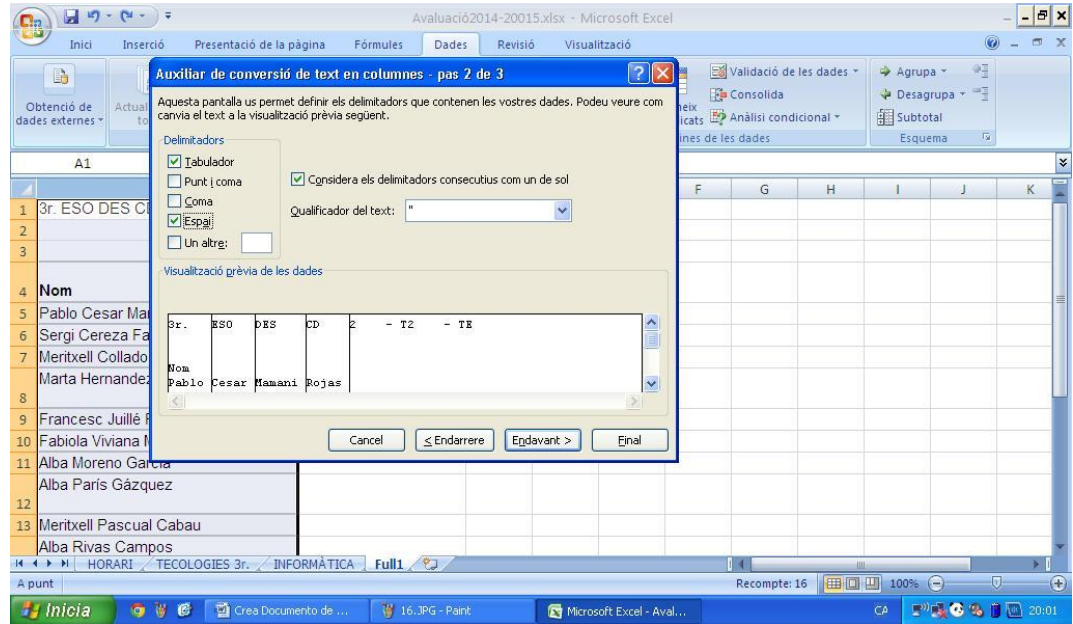 Avaluació2014-20015.xlsx - Microsoft Excel
Inici Inserció Presentació de la pàgina Fórmules Dades Revisió Visualització
Obtenció de
dades externes
Actual
to
Validació de les dades
Consolida
Anàlisi condicional
neix
icats
ines de les dades
Agrupa
Desagrupa
Subtotal
Esquema
Auxiliar de conversió de text en columnes - pas 2 de 3
Aquesta pantalla us permet definir els delimitadors que contenen les vostres dades. Podeu veure com
canvia el text a la visualització prèvia següent.
Delimitadors
Tabulador
Punt i coma
Coma
Espai
Un altre:
Considera els delimitadors consecutius com un de sol
Qualificador del text: "
Visualització prèvia de les dades
3r. ESO DES CD 2 - T2 - TE
Nom
Pablo Cesar Mamani Rojas
Cancel < Endarrere Endavant > Final
A1
F G H I J K
1 3r. ESO DES C
2
3
4 Nom
5 Pablo Cesar Ma
6 Sergi Cereza Fa
7 Meritxell Collado
8 Marta Hernandez
9 Francesc Juillé
10 Fabiola Viviana
11 Alba Moreno García
12 Alba París Gázquez
13 Meritxell Pascual Cabau
Alba Rivas Campos
HORARI TECOLOGIES 3r. INFORMÀTICA Full1
A punt Recompte: 16 100%
Inicia Crea Documento de ... 16.JPG - Paint Microsoft Excel - Aval... CA 20:01